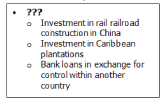 • ???
o Investment in rail railroad
construction in China
o Investment in Caribbean
plantations
o Bank loans in exchange for
control within another
country